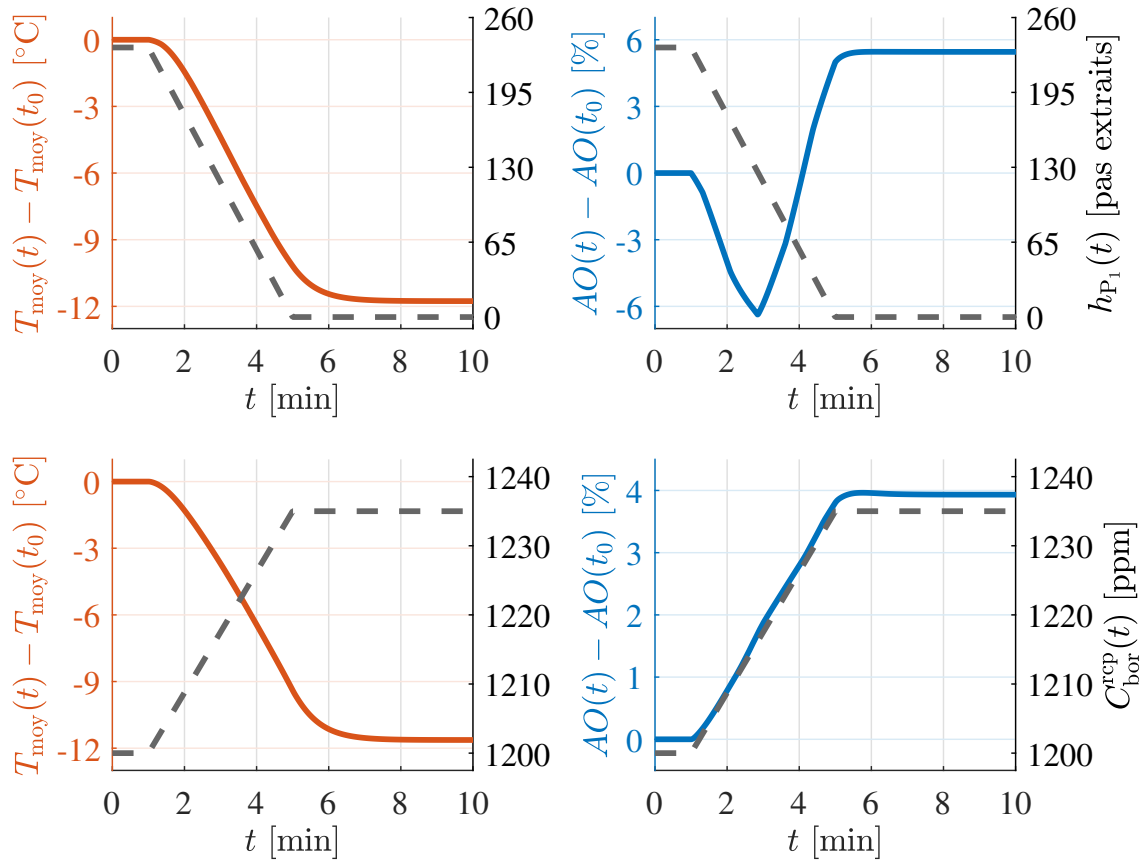 T_moy(t) − T_moy(t_0) [°C]
0
-3
-6
-9
-12
260
195
130
65
0
0 2 4 6 8 10
t [min]
AO(t) − AO(t_0) [%]
6
3
0
-3
-6
260
195
130
65
0
h_P_1(t) [pas extraits]
0 2 4 6 8 10
t [min]
T_moy(t) − T_moy(t_0) [°C]
0
-3
-6
-9
-12
1240
1230
1220
1210
1200
0 2 4 6 8 10
t [min]
AO(t) − AO(t_0) [%]
4
3
2
1
0
1240
1230
1220
1210
1200
C_bor^rcp(t) [ppm]
0 2 4 6 8 10
t [min]